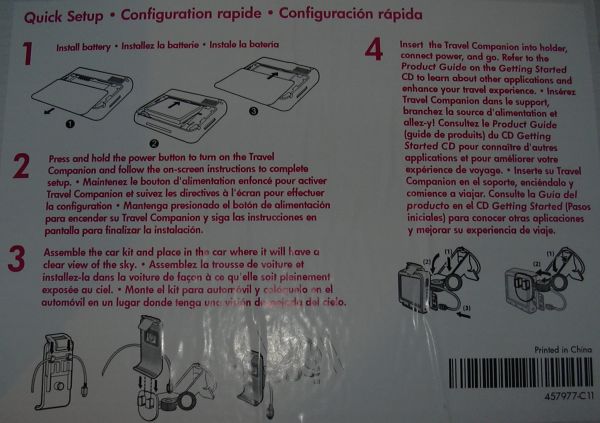 Quick Setup • Configuration rapide • Configuración rápida
1
Install battery • Installez la batterie • Instale la batería
1
2
3
2
Press and hold the power button to turn on the Travel
Companion and follow the on-screen instructions to complete
setup. • Maintenez le bouton d'alimentation enfoncé pour activer
Travel Companion et suivez les directives à l'écran pour effectuer
la configuration • Mantenga presionado el botón de alimentación
para encender su Travel Companion y siga las instrucciones en
pantalla para finalizar la instalación.
3
Assemble the car kit and place in the car where it will have a
clear view of the sky. • Assemblez la trousse de voiture et
installez-la dans la voiture de façon à ce qu'elle soit pleinement
exposée au ciel. • Monte el kit para automóvil y colóquelo en el
automóvil en un lugar donde tenga una visión despejada del cielo.
4
Insert the Travel Companion into holder,
connect power, and go. Refer to the
Product Guide on the Getting Started
CD to learn about other applications and
enhance your travel experience. • Insérez
Travel Companion dans le support,
branchez la source d'alimentation et
allez-y! Consultez le Product Guide
(guide de produits) du CD Getting
Started CD pour connaître d'autres
applications et pour améliorer votre
expérience de voyage. • Inserte su Travel
Companion en el soporte, enciéndalo y
comience a viajar. Consulte la Guía del
producto en el CD Getting Started (Pasos
iniciales) para conocer otras aplicaciones
y mejorar su experiencia de viaje.
(1)
(2)
(3)
(1)
(2)
Printed in China
457977-C11